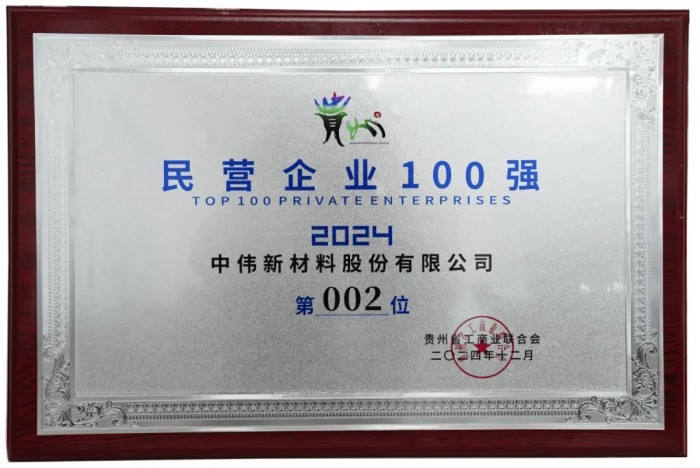 贵州
民营企业100强
TOP 100 PRIVATE ENTERPRISES
2024
中伟新材料股份有限公司
第002位
贵州省工商业联合会
二〇二四年十二月